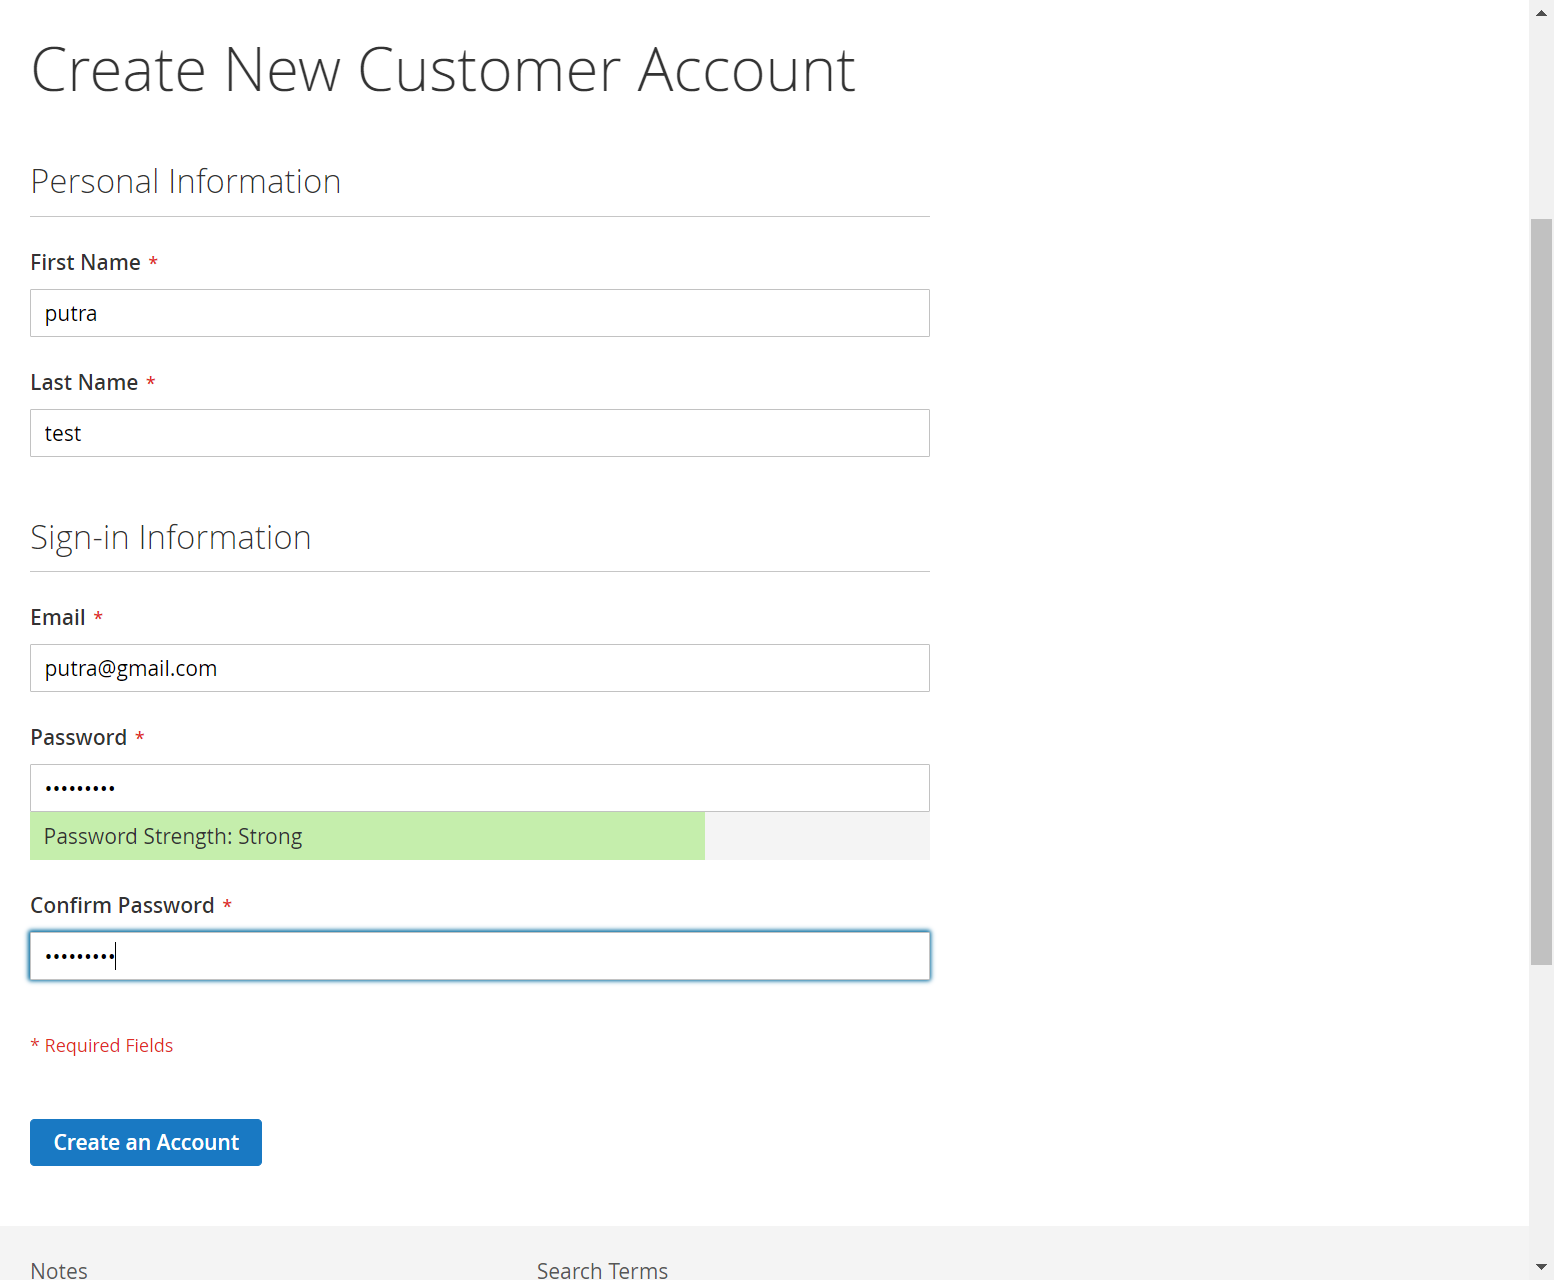 Create New Customer Account
Personal Information
First Name *
putra
Last Name *
test
Sign-in Information
Email *
putra@gmail.com
Password *
•••••••••
Password Strength: Strong
Confirm Password *
•••••••••
* Required Fields
Create an Account
Notes
Search Terms